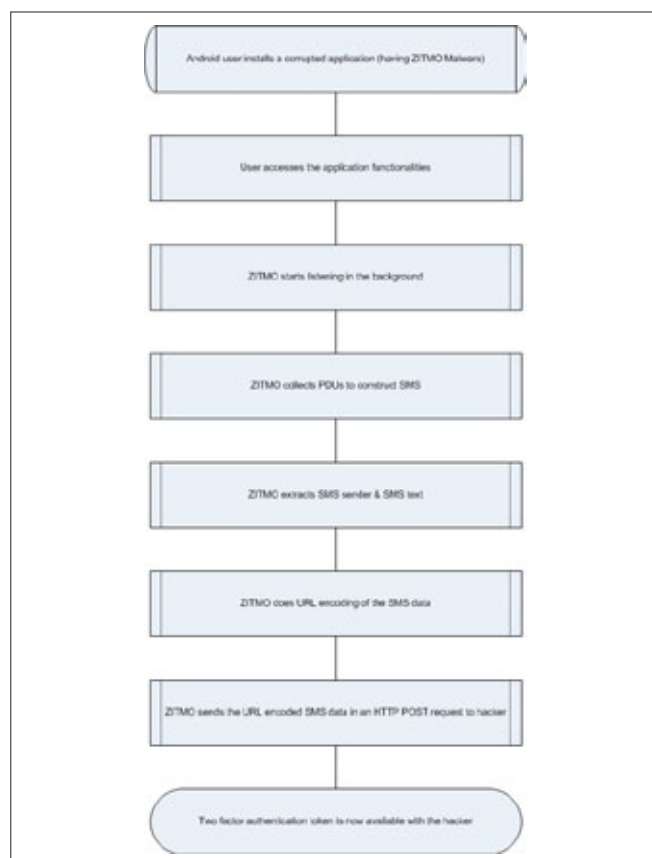 Android user installs a corrupted application (having ZITMO Malware)
User accesses the application functionalities
ZITMO starts listening in the background
ZITMO collects PDUs to construct SMS
ZITMO extracts SMS sender & SMS text
ZITMO does URL encoding of the SMS data
ZITMO sends the URL encoded SMS data in an HTTP POST request to hacker
Two factor authentication token is now available with the hacker